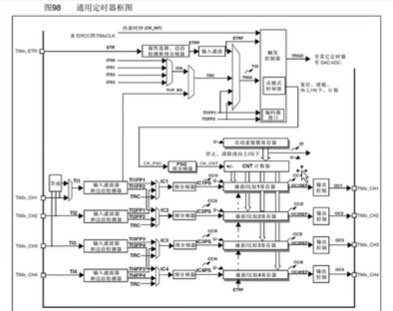 图98 通用定时器框图
内部时钟(CK_INT)
来自RCC的TIMxCLK
TIMx_ETR
ETR
极性选择、边沿检测和预分频器
ETRP
输入滤波
ETRF
触发控制器
TRGO
至其它定时器
至DAC/ADC
ITR0
ITR1
ITR2
ITR3
ITR
TRC
TRGI
TI1F_ED
从模式控制器
复位、使能、向上/向下、计数
TI1FP1
TI2FP2
编码器接口
自动重装载寄存器
U
UI
停止、清除或向上/向下
CK_PSC
PSC
预分频器
CK_CNT
CNT 计数器
TIMx_CH1
TI1
输入滤波器和边沿检测器
TI1FP1
TI1FP2
TRC
IC1
预分频器
IC1PS
捕获/比较1寄存器
OC1REF
输出控制
OC1
TIMx_CH1
TIMx_CH2
TI2
输入滤波器和边沿检测器
TI2FP1
TI2FP2
TRC
IC2
预分频器
IC2PS
捕获/比较2寄存器
OC2REF
输出控制
OC2
TIMx_CH2
TIMx_CH3
TI3
输入滤波器和边沿检测器
TI3FP3
TI3FP4
TRC
IC3
预分频器
IC3PS
捕获/比较3寄存器
OC3REF
输出控制
OC3
TIMx_CH3
TIMx_CH4
TI4
输入滤波器和边沿检测器
TI4FP3
TI4FP4
TRC
IC4
预分频器
IC4PS
捕获/比较4寄存器
OC4REF
输出控制
OC4
TIMx_CH4
ETRF